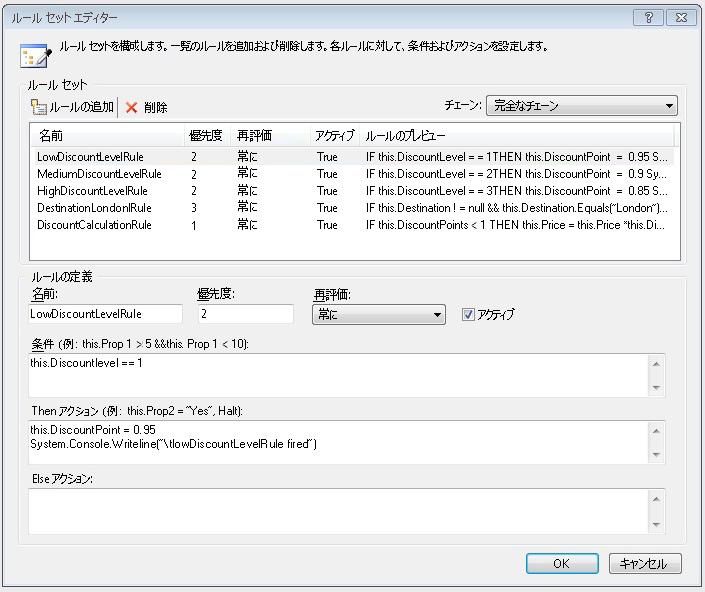 ルール セット エディター
ルール セットを構成します。一覧のルールを追加および削除します。各ルールに対して、条件およびアクションを設定します。
ルール セット
ルールの追加 削除 チェーン: 完全なチェーン
名前 優先度 再評価 アクティブ ルールのプレビュー
LowDiscountLevelRule 2 常に True IF this.DiscountLevel = = 1THEN this.DiscountPoint = 0.95 S...
MediumDiscountLevelRule 2 常に True IF this.DiscountLevel = = 2THEN this.DiscountPoint = 0.9 Sy...
HighDiscountLevelRule 2 常に True IF this.DiscountLevel = = 3THEN this.DiscountPoint = 0.85 S...
DestinationLondonlRule 3 常に True IF this.Destination ! = null && this.Destination.Equals(~London~)...
DiscountCalculationRule 1 常に True IF this.DiscountPoints < 1 THEN this.Price = this.Price *this.Di...
ルールの定義
名前: 優先度: 再評価:
LowDiscountLevelRule 2 常に アクティブ
条件 (例: this.Prop 1 > 5 &&this. Prop 1 < 10):
this.Discountlevel == 1
Then アクション (例: this.Prop2 = ~Yes~, Halt):
this.DiscountPoint = 0.95
System.Console.Writeline(~\tlowDiscountLevelRule fired~)
Else アクション:
OK キャンセル